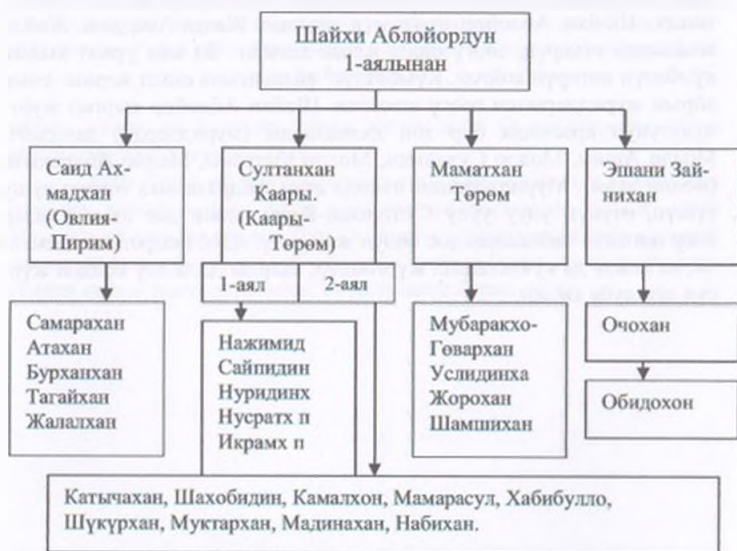 Шайхи Аблойордун
1-аялынан
Саид Ах-
мадхан
(Овлия-
Пирим)
Султанхан
Каары
(Каары-
Төрөм)
Маматхан
Төрөм
Эшани Зай-
нихан
1-аял
2-аял
Самарахан
Атахан
Бурханхан
Тагайхан
Жалалхан
Нажимид
Сайпидин
Нуридинх
Нусратх п
Икрамх п
Мубаракхо-
Гөвархан
Услидинха
Жорохан
Шамшихан
Очохан
Обидохон
Катычахан, Шахобидин, Камалхон, Мамарасул, Хабибулло,
Шүкүрхан, Муктархан, Мадинахан, Набихан.